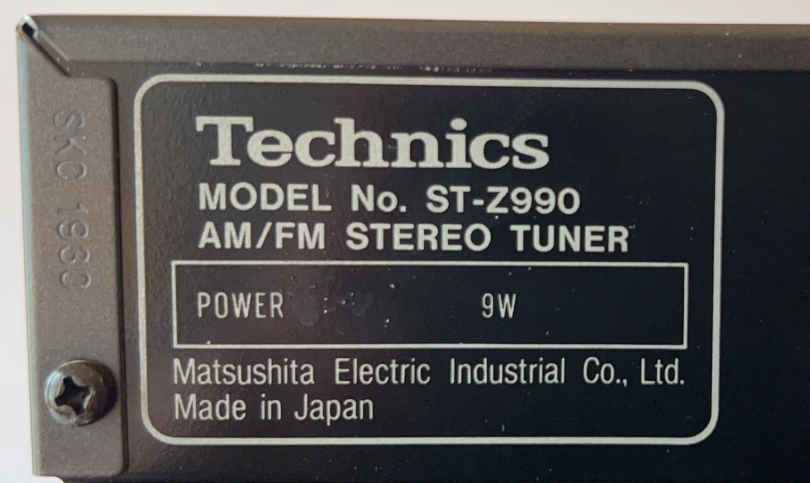 Technics
MODEL No. ST-Z990
AM/FM STEREO TUNER
POWER 9W
Matsushita Electric Industrial Co., Ltd.
Made in Japan
SKC